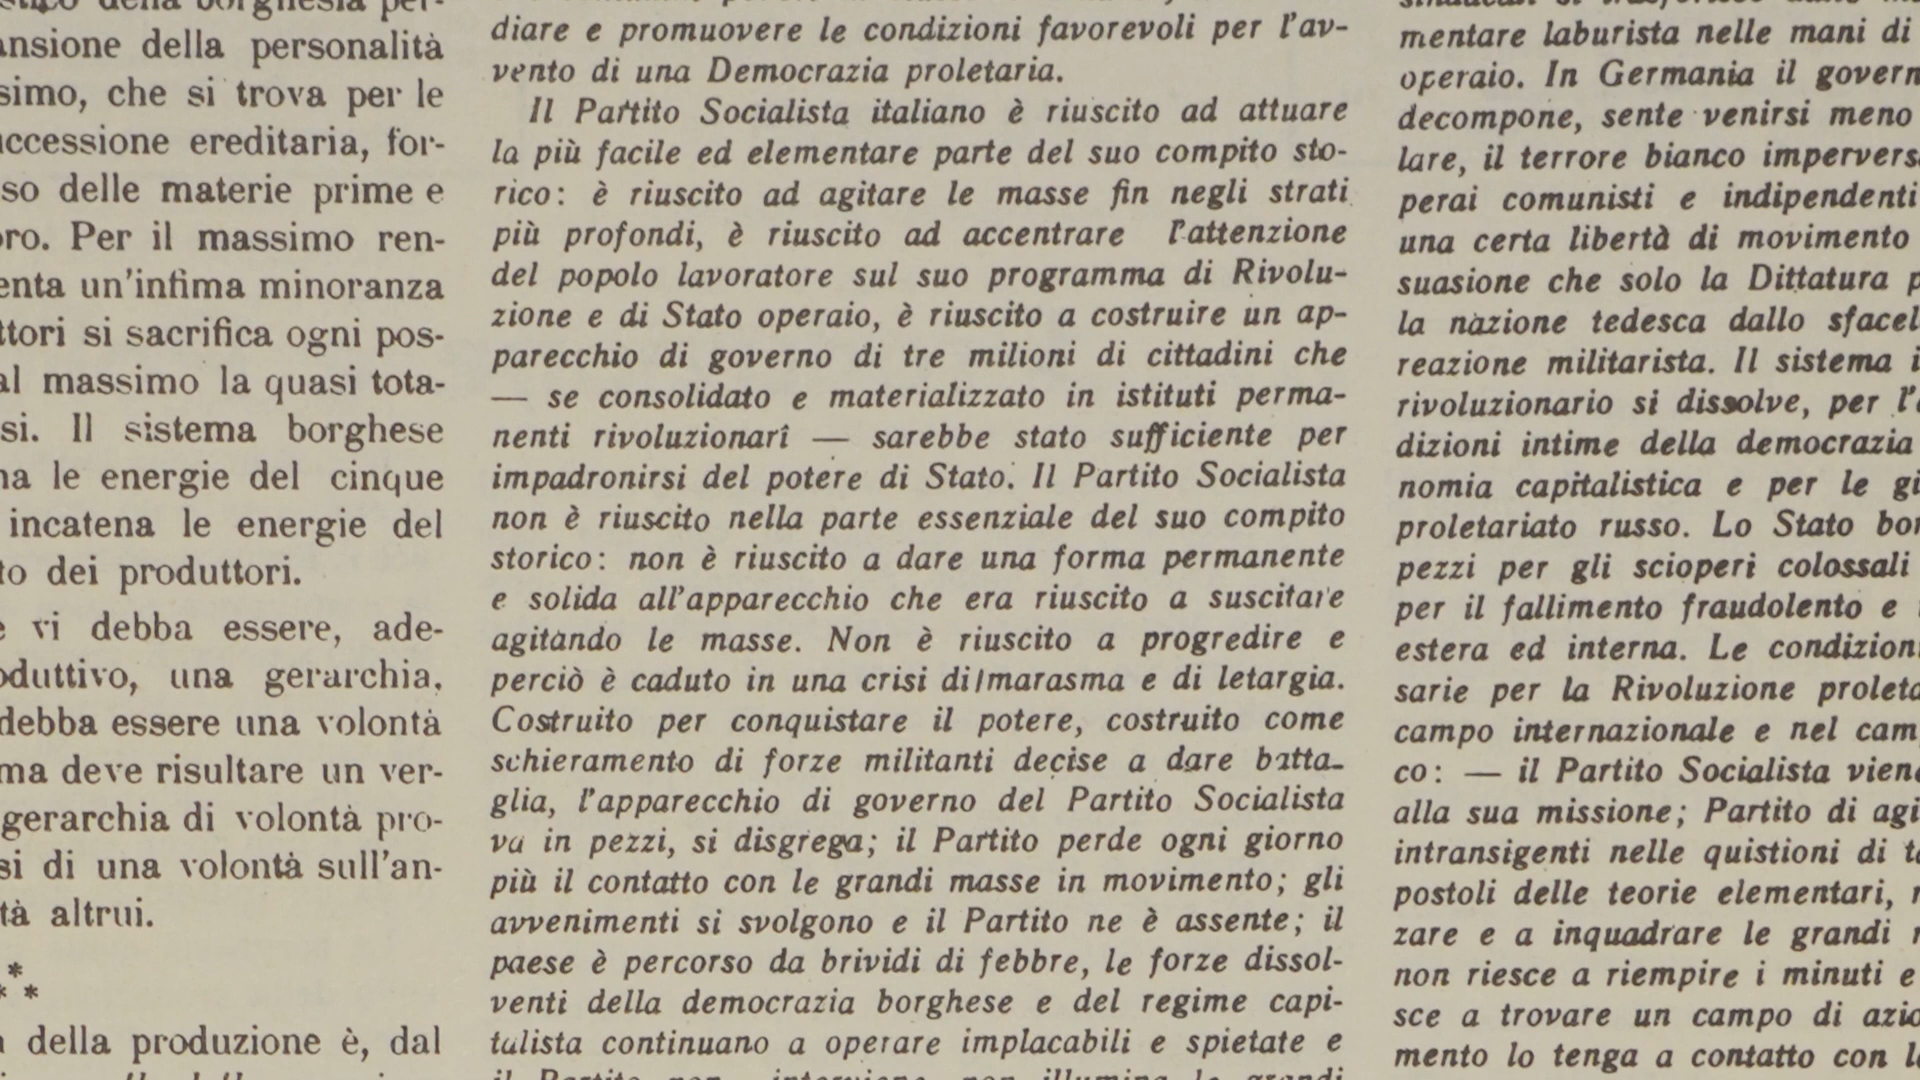 della borghesia per-
ansione della personalità
simo, che si trova per le
uccessione ereditaria, for-
so delle materie prime e
oro. Per il massimo ren-
enta un'infima minoranza
ttori si sacrifica ogni pos-
al massimo la quasi tota-
si. Il sistema borghese
na le energie del cinque
incatena le energie del
to dei produttori.
e vi debba essere, ade-
oduttivo, una gerarchia,
debba essere una volontà
ma deve risultare un ver-
gerarchia di volontà pro-
si di una volontà sull'an-
tà altrui.
*
* *
della produzione è, dal
diare e promuovere le condizioni favorevoli per l'av-
vento di una Democrazia proletaria.
Il Partito Socialista italiano è riuscito ad attuare
la più facile ed elementare parte del suo compito sto-
rico: è riuscito ad agitare le masse fin negli strati
più profondi, è riuscito ad accentrare l'attenzione
del popolo lavoratore sul suo programma di Rivolu-
zione e di Stato operaio, è riuscito a costruire un ap-
parecchio di governo di tre milioni di cittadini che
— se consolidato e materializzato in istituti perma-
nenti rivoluzionarî — sarebbe stato sufficiente per
impadronirsi del potere di Stato. Il Partito Socialista
non è riuscito nella parte essenziale del suo compito
storico: non è riuscito a dare una forma permanente
e solida all'apparecchio che era riuscito a suscitare
agitando le masse. Non è riuscito a progredire e
perciò è caduto in una crisi di marasma e di letargia.
Costruito per conquistare il potere, costruito come
schieramento di forze militanti decise a dare batta-
glia, l'apparecchio di governo del Partito Socialista
va in pezzi, si disgrega; il Partito perde ogni giorno
più il contatto con le grandi masse in movimento; gli
avvenimenti si svolgono e il Partito ne è assente; il
paese è percorso da brividi di febbre, le forze dissol-
venti della democrazia borghese e del regime capi-
talista continuano a operare implacabili e spietate e
il Partito non interviene, non illumina le grandi
mentare laburista nelle mani di
operaio. In Germania il govern
decompone, sente venirsi meno
lare, il terrore bianco imperversa
perai comunisti e indipendenti
una certa libertà di movimento
suasione che solo la Dittatura p
la nazione tedesca dallo sfacel
reazione militarista. Il sistema i
rivoluzionario si dissolve, per l'
dizioni intime della democrazia
nomia capitalistica e per le gi
proletariato russo. Lo Stato bor
pezzi per gli scioperi colossali
per il fallimento fraudolento e
estera ed interna. Le condizion
sarie per la Rivoluzione proleta
campo internazionale e nel cam
co: — il Partito Socialista viene
alla sua missione; Partito di agi
intransigenti nelle quistioni di t
postoli delle teorie elementari, n
zare e a inquadrare le grandi
non riesce a riempire i minuti e
sce a trovare un campo di azio
mento lo tenga a contatto con l